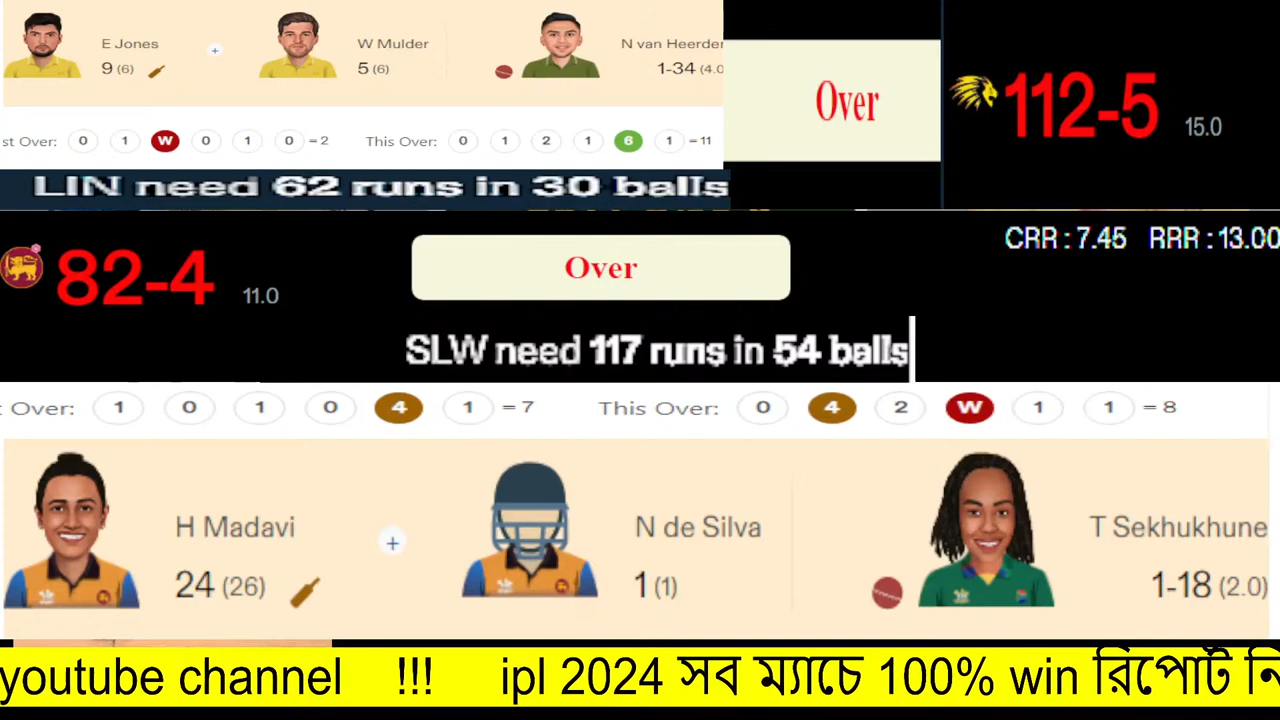 E Jones
9 (6)
+
W Mulder
5 (6)
N van Heerder
1-34 (4.0
st Over: 0 1 W 0 1 0 = 2
This Over: 0 1 2 1 6 1 = 11
LIN need 62 runs in 30 balls
Over
112-5 15.0
82-4 11.0
Over
CRR : 7.45 RRR : 13.00
SLW need 117 runs in 54 balls
t Over: 1 0 1 0 4 1 = 7
This Over: 0 4 2 W 1 1 = 8
H Madavi
24 (26)
+
N de Silva
1 (1)
T Sekhukhune
1-18 (2.0)
youtube channel !!! ipl 2024 সব ম্যাচে 100% win রিপোর্ট নি